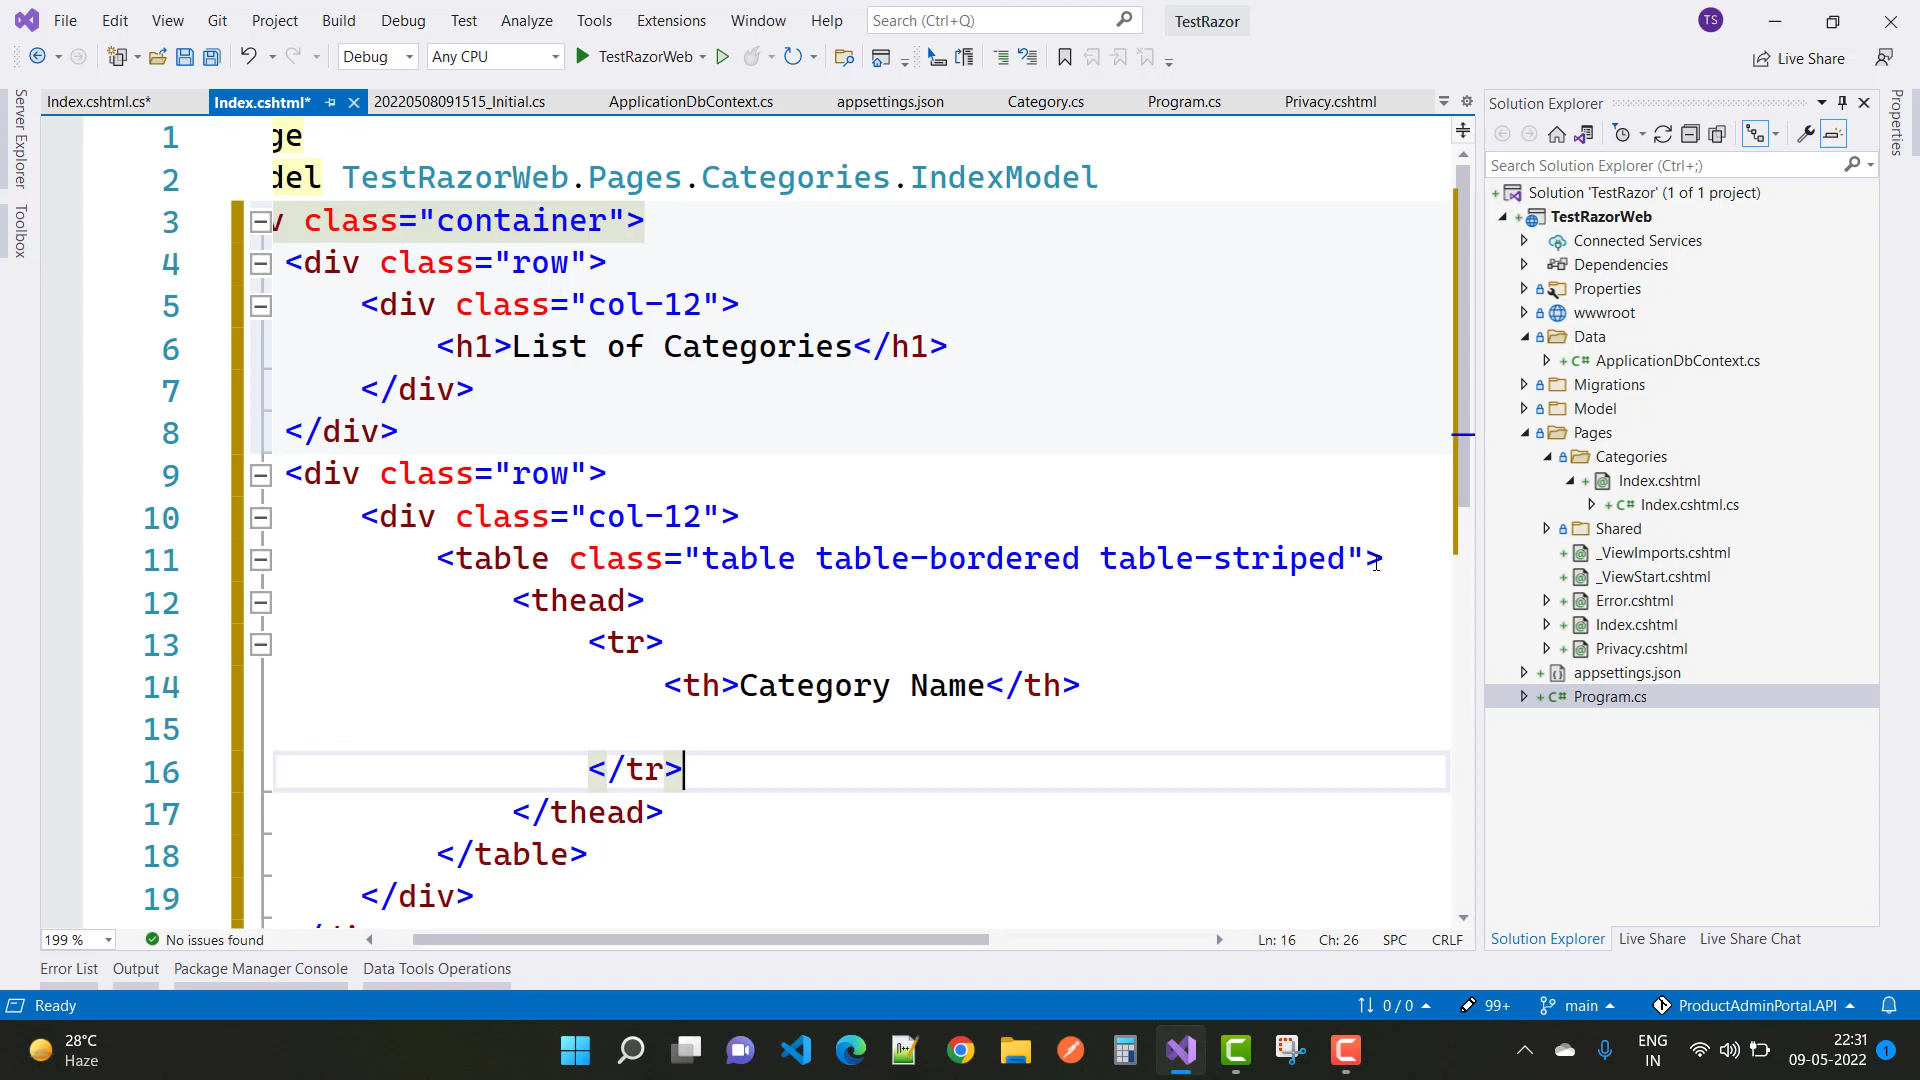 File Edit View Git Project Build Debug Test Analyze Tools Extensions Window Help Search (Ctrl+Q) TestRazor TS
Debug Any CPU TestRazorWeb Live Share
Index.cshtml.cs* Index.cshtml* 20220508091515_Initial.cs ApplicationDbContext.cs appsettings.json Category.cs Program.cs Privacy.cshtml
Server Explorer
Toolbox
1 ge
2 del TestRazorWeb.Pages.Categories.IndexModel
3 v class="container">
4 <div class="row">
5 <div class="col-12">
6 <h1>List of Categories</h1>
7 </div>
8 </div>
9 <div class="row">
10 <div class="col-12">
11 <table class="table table-bordered table-striped">
12 <thead>
13 <tr>
14 <th>Category Name</th>
15
16 </tr>
17 </thead>
18 </table>
19 </div>
199 % No issues found Ln: 16 Ch: 26 SPC CRLF
Solution Explorer
Search Solution Explorer (Ctrl+;)
Solution 'TestRazor' (1 of 1 project)
TestRazorWeb
Connected Services
Dependencies
Properties
wwwroot
Data
C# ApplicationDbContext.cs
Migrations
Model
Pages
Categories
Index.cshtml
C# Index.cshtml.cs
Shared
_ViewImports.cshtml
_ViewStart.cshtml
Error.cshtml
Index.cshtml
Privacy.cshtml
appsettings.json
C# Program.cs
Solution Explorer Live Share Live Share Chat
Properties
Error List Output Package Manager Console Data Tools Operations
Ready 0 / 0 99+ main ProductAdminPortal.API
28°C
Haze
ENG
IN
22:31
09-05-2022
1